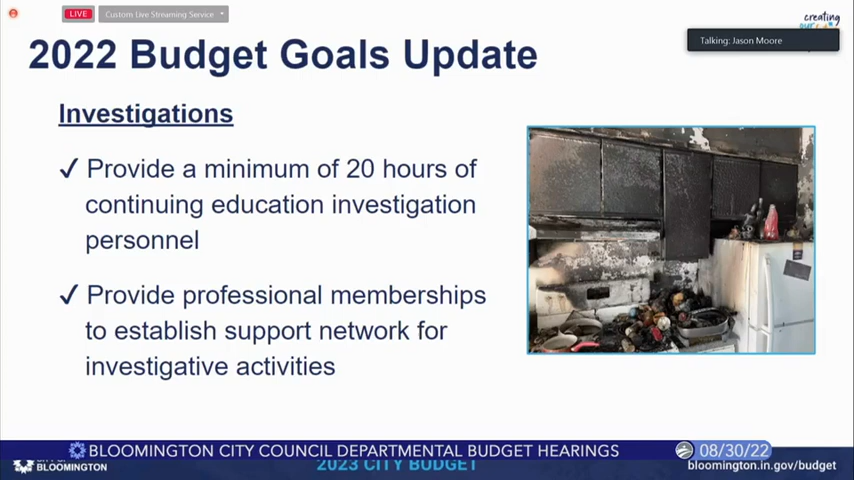 LIVE
Custom Live Streaming Service
creating
Talking: Jason Moore
2022 Budget Goals Update
Investigations
✓ Provide a minimum of 20 hours of
continuing education investigation
personnel
✓ Provide professional memberships
to establish support network for
investigative activities
BLOOMINGTON CITY COUNCIL DEPARTMENTAL BUDGET HEARINGS
08/30/22
BLOOMINGTON
2023 CITY BUDGET
bloomington.in.gov/budget